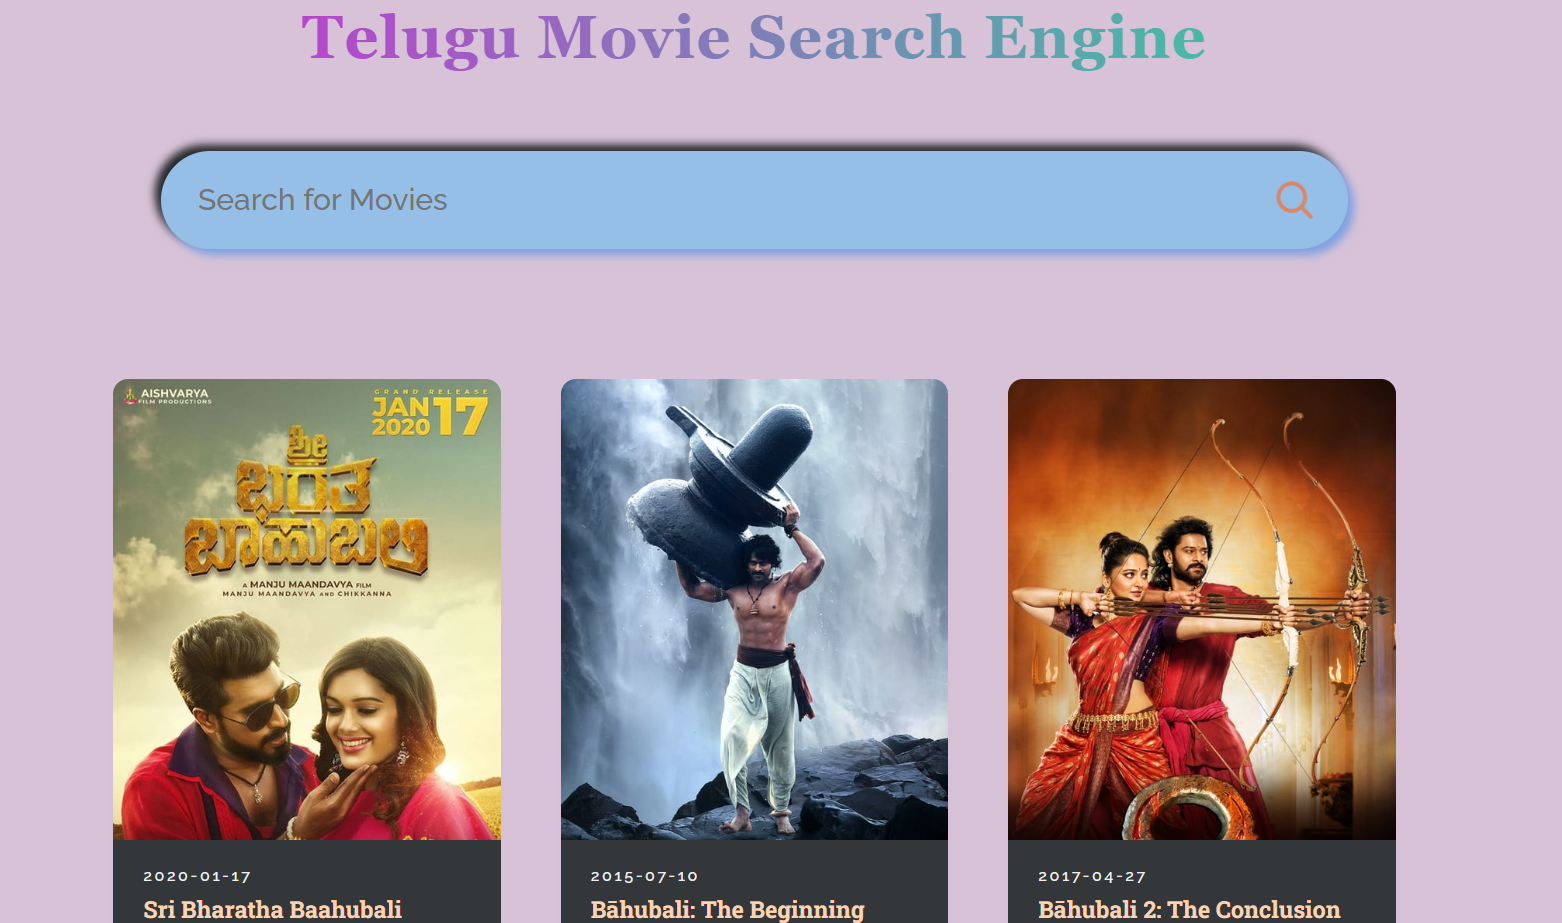 Telugu Movie Search Engine
Search for Movies
AISHVARYA
FILM PRODUCTIONS
GRAND RELEASE
JAN 17
2020
ಶ್ರೀ
ಭರತ
ಬಾಹುಬಲಿ
A MANJU MAANDAVYA FILM
MANJU MAANDAVYA AND CHIKKANNA
2020-01-17
Sri Bharatha Baahubali
2015-07-10
Bāhubali: The Beginning
2017-04-27
Bāhubali 2: The Conclusion